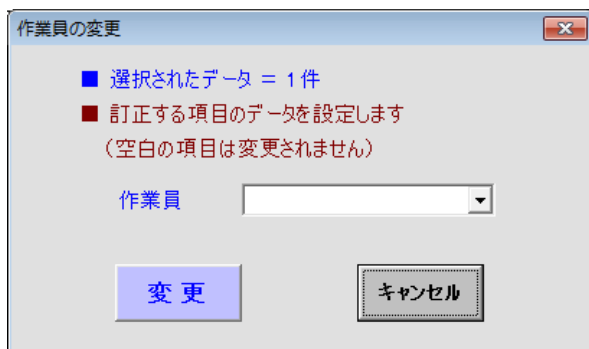 作業員の変更
■ 選択されたデータ = 1件
■ 訂正する項目のデータを設定します
(空白の項目は変更されません)
作業員
変 更
キャンセル